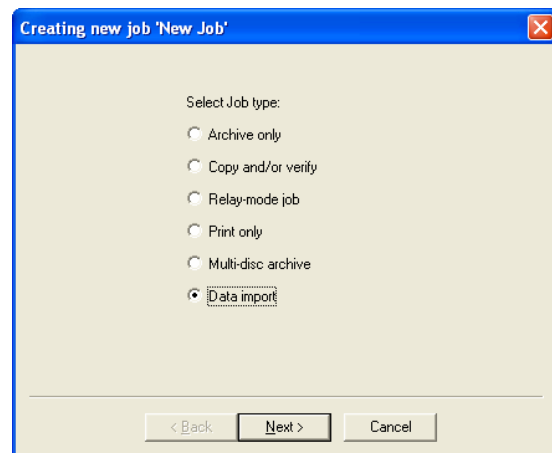 Creating new job 'New Job'
Select Job type:
Archive only
Copy and/or verify
Relay-mode job
Print only
Multi-disc archive
Data import
< Back Next > Cancel